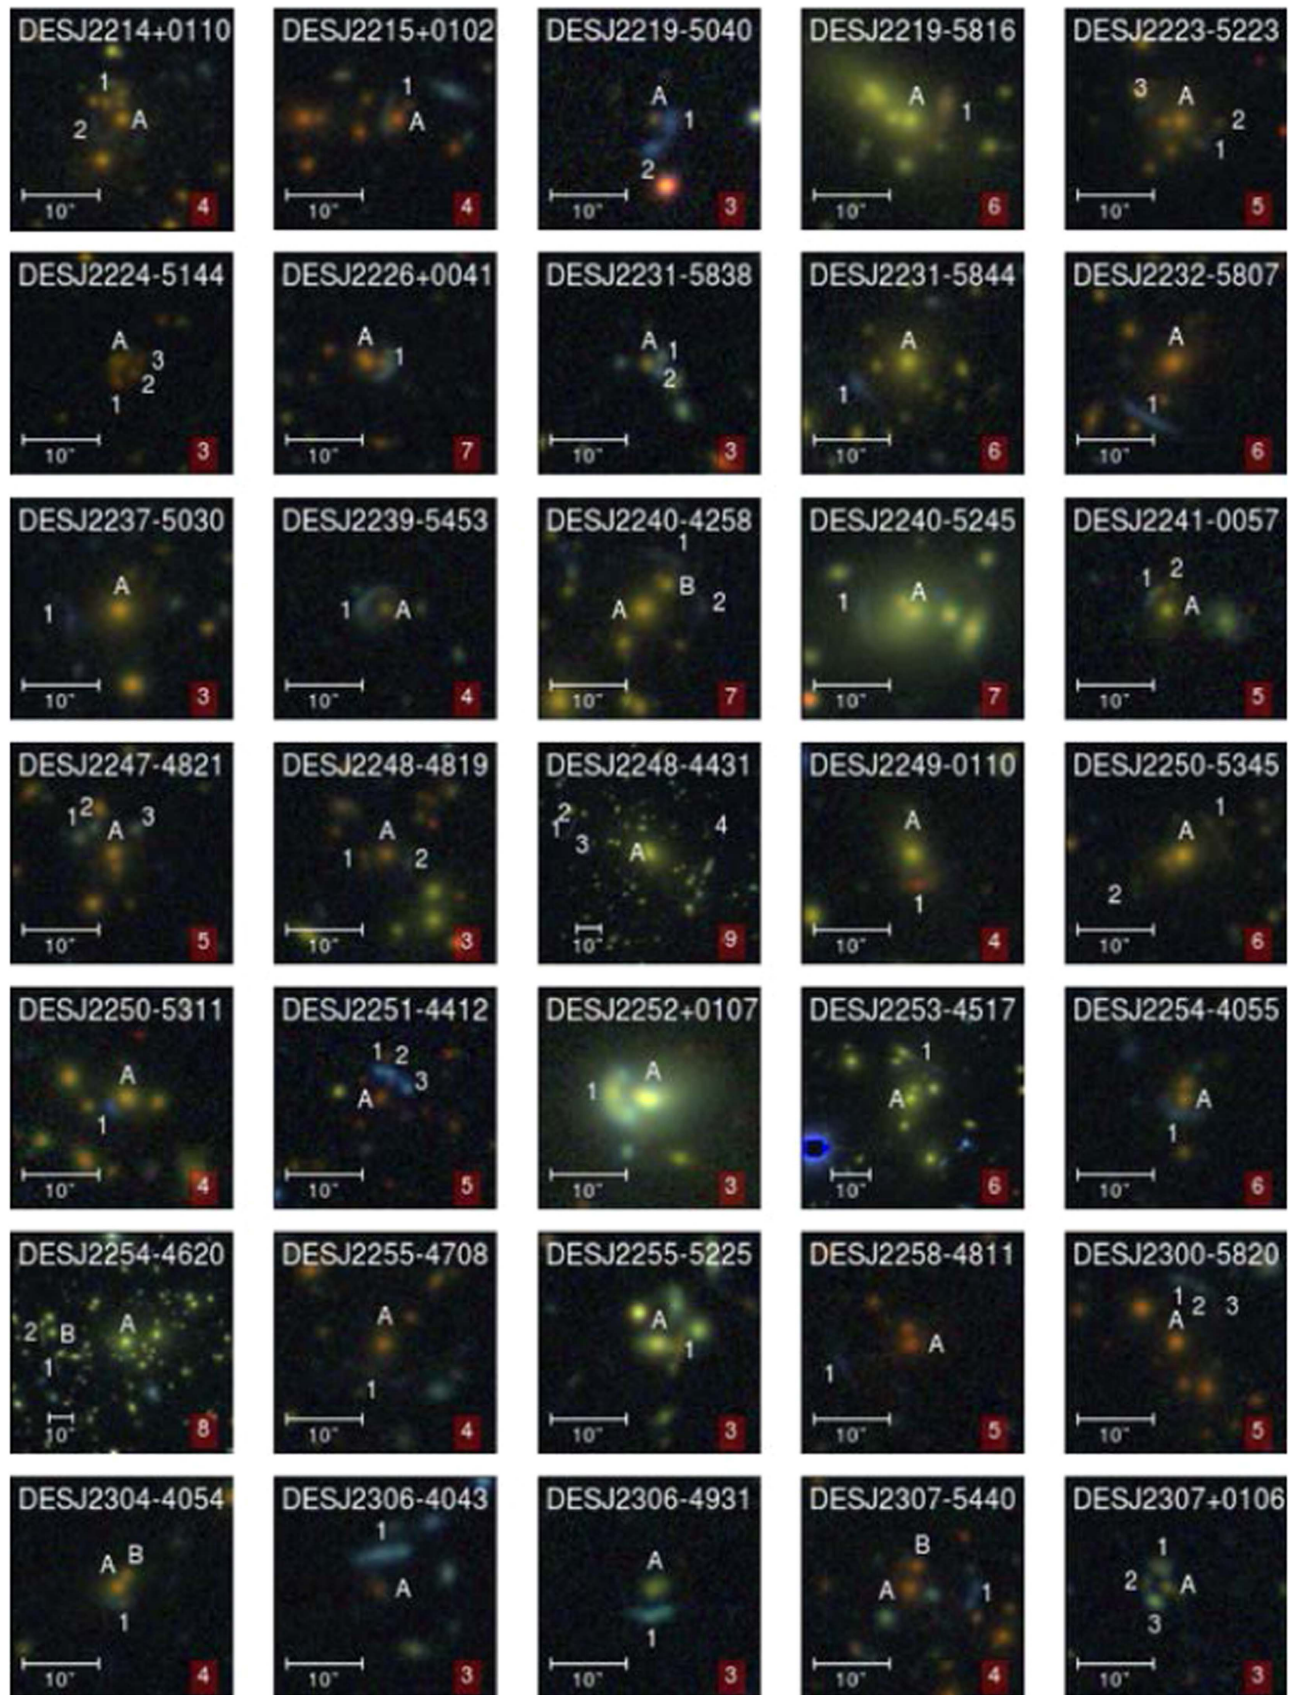 DESJ2214+0110
1
2
A
10"
4
DESJ2215+0102
1
A
10"
4
DESJ2219-5040
A
1
2
10"
3
DESJ2219-5816
A
1
10"
6
DESJ2223-5223
3
A
2
1
10"
5
DESJ2224-5144
A
3
2
1
10"
3
DESJ2226+0041
A
1
10"
7
DESJ2231-5838
A
1
2
10"
3
DESJ2231-5844
A
1
10"
6
DESJ2232-5807
A
1
10"
6
DESJ2237-5030
A
1
10"
3
DESJ2239-5453
1
A
10"
4
DESJ2240-4258
1
B
A
2
10"
7
DESJ2240-5245
A
1
10"
7
DESJ2241-0057
1
2
A
10"
5
DESJ2247-4821
1
2
3
A
10"
5
DESJ2248-4819
A
1
2
10"
3
DESJ2248-4431
2
1
3
4
A
10"
9
DESJ2249-0110
A
1
10"
4
DESJ2250-5345
1
A
2
10"
6
DESJ2250-5311
A
1
10"
4
DESJ2251-4412
1
2
3
A
10"
5
DESJ2252+0107
A
1
10"
3
DESJ2253-4517
1
A
10"
6
DESJ2254-4055
A
1
10"
6
DESJ2254-4620
A
2
B
1
10"
8
DESJ2255-4708
A
1
10"
4
DESJ2255-5225
A
1
10"
3
DESJ2258-4811
A
1
10"
5
DESJ2300-5820
1
2
3
A
10"
5
DESJ2304-4054
B
A
1
10"
4
DESJ2306-4043
1
A
10"
3
DESJ2306-4931
A
1
10"
3
DESJ2307-5440
B
A
1
10"
4
DESJ2307+0106
1
2
A
3
10"
3